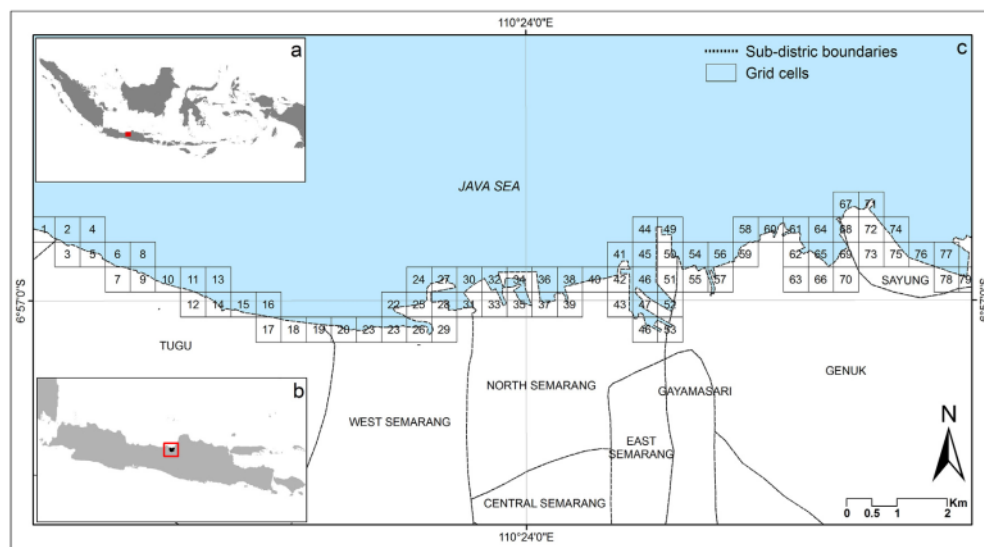 110°24'0"E
a
c
Sub-distric boundaries
Grid cells
JAVA SEA
67 71
1 2 4 44 49 58 60 61 64 68 72 74
3 5 6 8 41 45 50 54 56 59 62 65 69 73 75 76 77
7 9 10 11 13 24 27 30 32 34 36 38 40 42 46 51 55 57 63 66 70 SAYUNG 78 79
6°57'0"S
6°57'0"S
12 14 15 16 22 25 28 31 33 35 37 39 43 47 52
17 18 19 20 23 23 26 29 46 53
TUGU
b
NORTH SEMARANG
GAYAMASARI
GENUK
WEST SEMARANG
EAST
SEMARANG
CENTRAL SEMARANG
N
Km
0 0.5 1 2
110°24'0"E